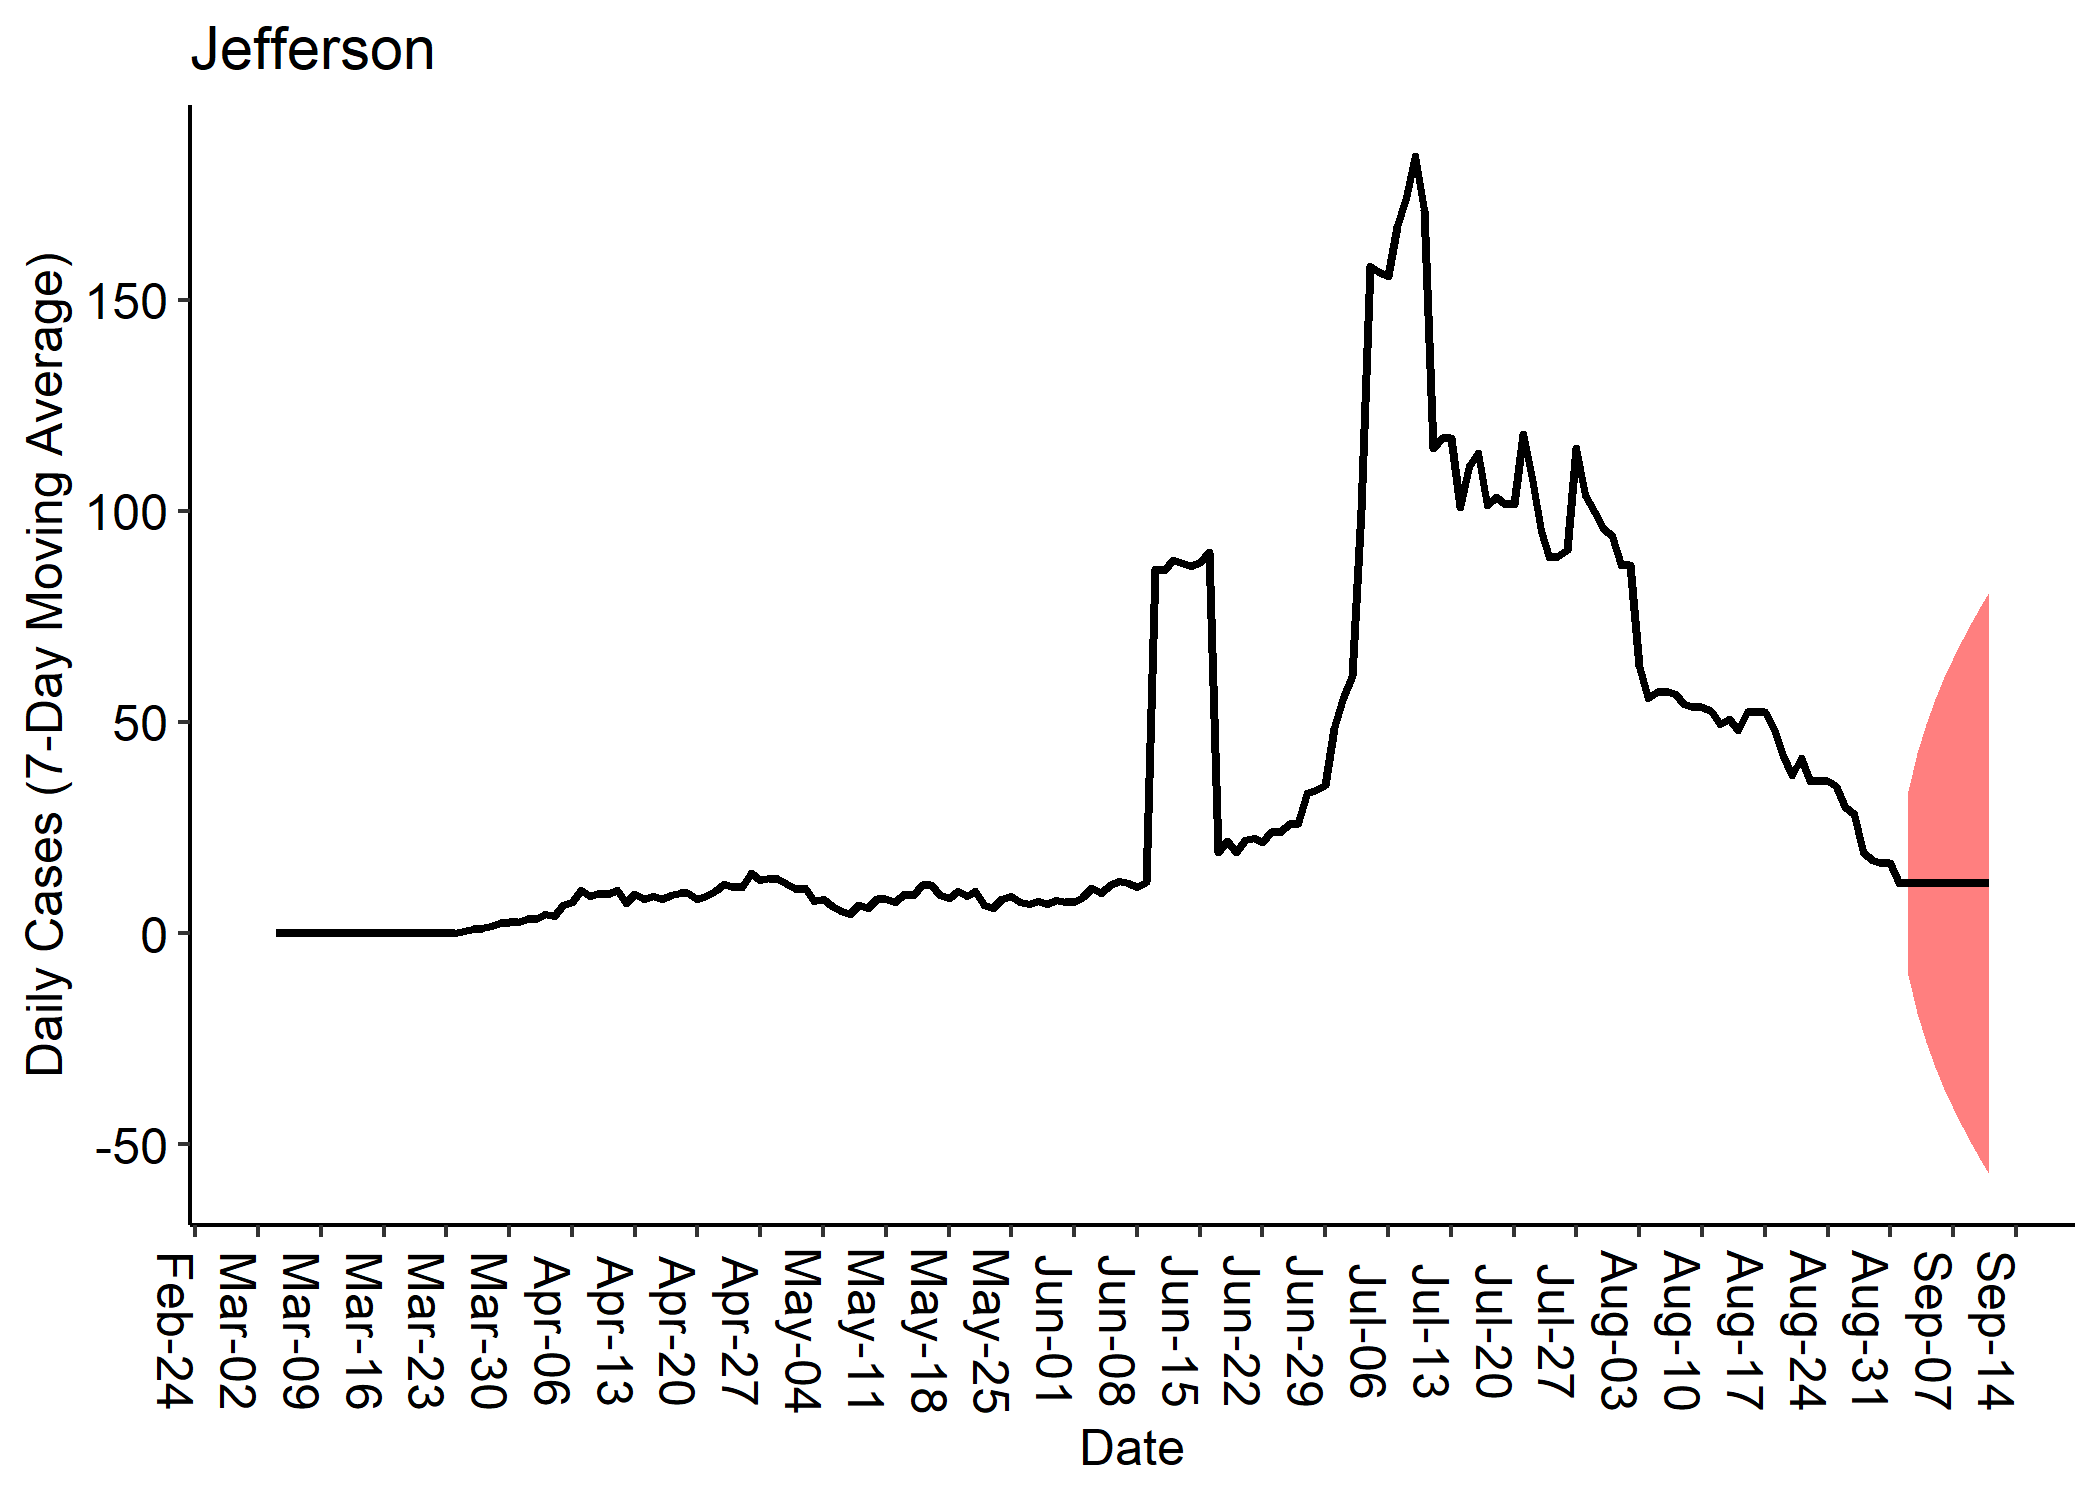 Jefferson
Daily Cases (7-Day Moving Average)
150
100
50
0
-50
Feb-24
Mar-02
Mar-09
Mar-16
Mar-23
Mar-30
Apr-06
Apr-13
Apr-20
Apr-27
May-04
May-11
May-18
May-25
Jun-01
Jun-08
Jun-15
Jun-22
Jun-29
Jul-06
Jul-13
Jul-20
Jul-27
Aug-03
Aug-10
Aug-17
Aug-24
Aug-31
Sep-07
Sep-14
Date